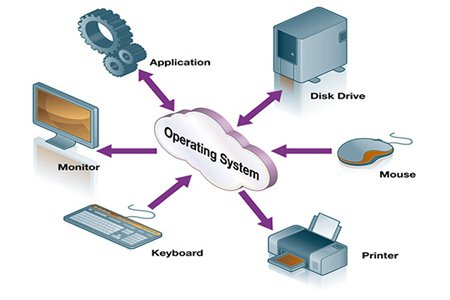 Application
Disk Drive
Operating System
Monitor
Mouse
Keyboard
Printer